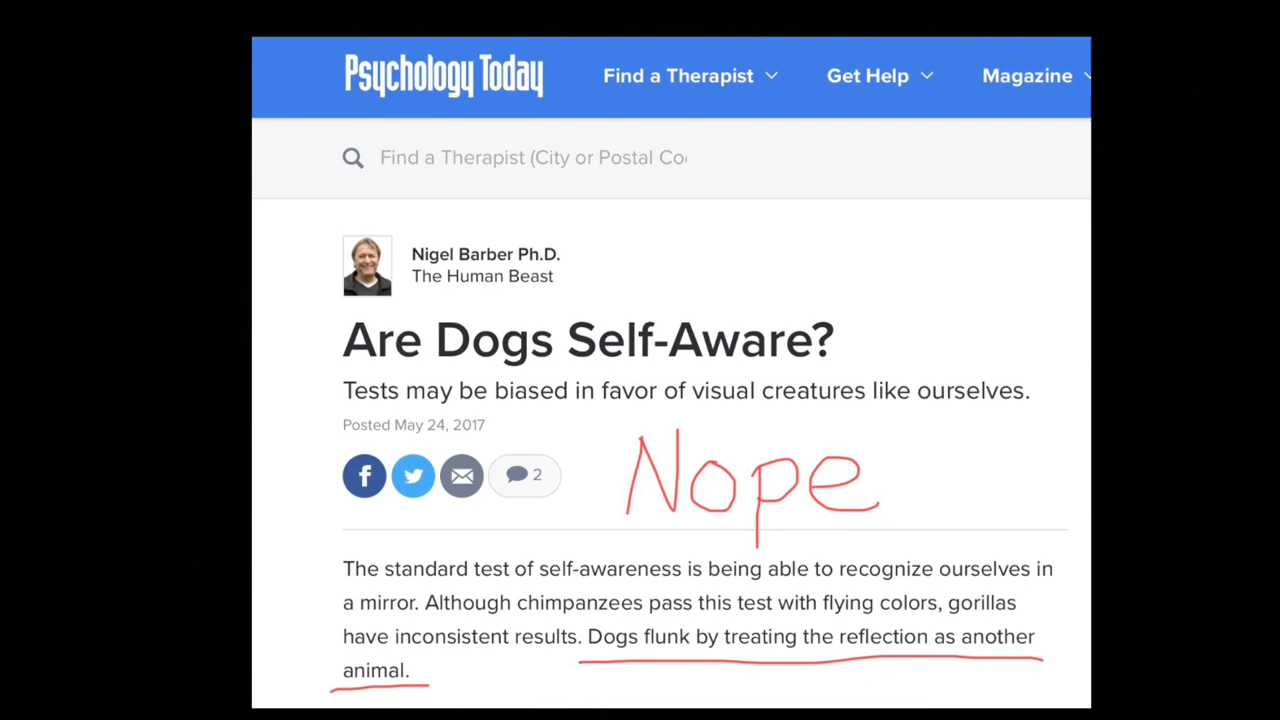 Psychology Today Find a Therapist Get Help Magazine
Find a Therapist (City or Postal Co
Nigel Barber Ph.D.
The Human Beast
Are Dogs Self-Aware?
Tests may be biased in favor of visual creatures like ourselves.
Posted May 24, 2017
2
Nope
The standard test of self-awareness is being able to recognize ourselves in
a mirror. Although chimpanzees pass this test with flying colors, gorillas
have inconsistent results. Dogs flunk by treating the reflection as another
animal.